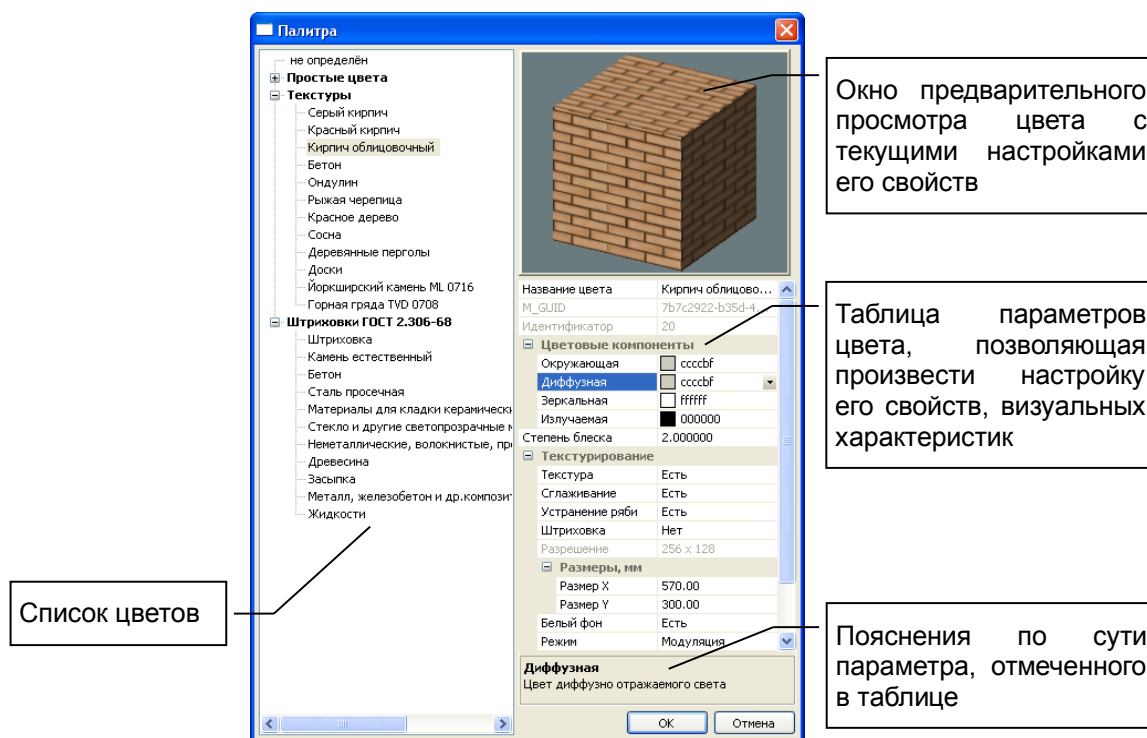 Палитра
не определён
Простые цвета
Текстуры
Серый кирпич
Красный кирпич
Кирпич облицовочный
Бетон
Ондулин
Рыжая черепица
Красное дерево
Сосна
Деревянные перголы
Доски
Йоркширский камень ML 0716
Горная гряда TVD 0708
Штриховки ГОСТ 2.306-68
Штриховка
Камень естественный
Бетон
Сталь просечная
Материалы для кладки керамически
Стекло и другие светопрозрачные м
Неметаллические, волокнистые, пр
Древесина
Засыпка
Металл, железобетон и др.композит
Жидкости
Название цвета Кирпич облицово...
M_GUID 7b7c2922-b35d-4...
Идентификатор 20
Цветовые компоненты
Окружающая ccccbf
Диффузная ccccbf
Зеркальная ffffff
Излучаемая 000000
Степень блеска 2.000000
Текстурирование
Текстура Есть
Сглаживание Есть
Устранение ряби Есть
Штриховка Нет
Разрешение 256 x 128
Размеры, мм
Размер X 570.00
Размер Y 300.00
Белый фон Есть
Режим Модуляция
Диффузная
Цвет диффузно отражаемого света
ОК Отмена
Окно предварительного
просмотра цвета с
текущими настройками
его свойств
Таблица параметров
цвета, позволяющая
произвести настройку
его свойств, визуальных
характеристик
Список цветов
Пояснения по сути
параметра, отмеченного
в таблице